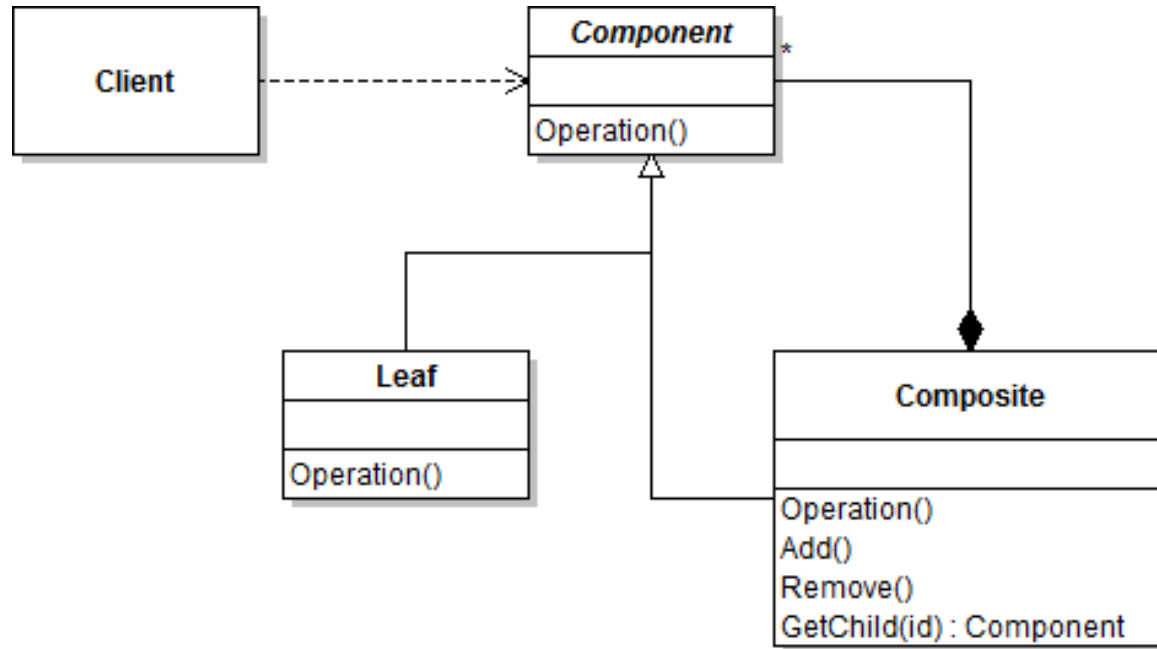 Client
Component
*
Operation()
Leaf
Operation()
Composite
Operation()
Add()
Remove()
GetChild(id) : Component